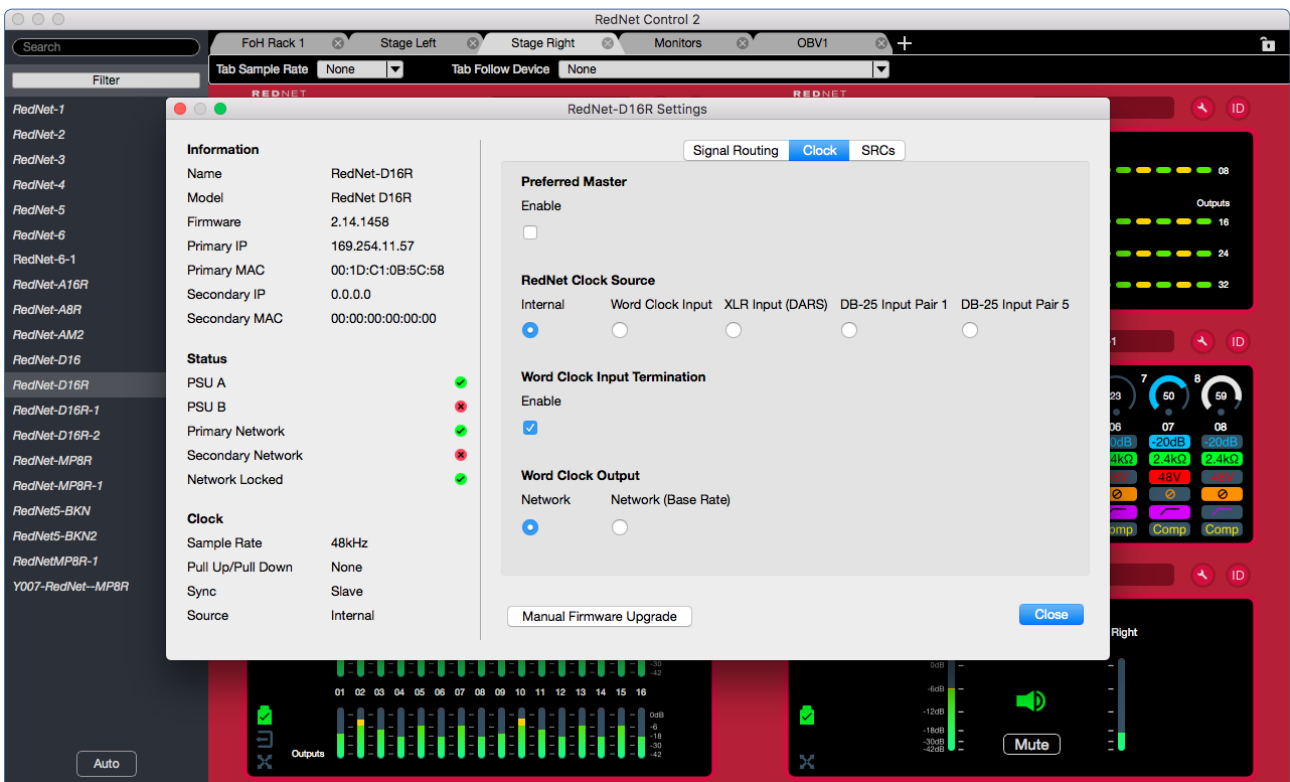 RedNet Control 2
Search
Filter
FoH Rack 1
Stage Left
Stage Right
Monitors
OBV1
Tab Sample Rate None
Tab Follow Device None
RedNet-1
RedNet-2
RedNet-3
RedNet-4
RedNet-5
RedNet-6
RedNet-6-1
RedNet-A16R
RedNet-A8R
RedNet-AM2
RedNet-D16
RedNet-D16R
RedNet-D16R-1
RedNet-D16R-2
RedNet-MP8R
RedNet-MP8R-1
RedNet5-BKN
RedNet5-BKN2
RedNetMP8R-1
Y007-RedNet--MP8R
Auto
REDNET
REDNET
RedNet-D16R Settings
Information
Name RedNet-D16R
Model RedNet D16R
Firmware 2.14.1458
Primary IP 169.254.11.57
Primary MAC 00:1D:C1:0B:5C:58
Secondary IP 0.0.0.0
Secondary MAC 00:00:00:00:00:00
Status
PSU A
PSU B
Primary Network
Secondary Network
Network Locked
Clock
Sample Rate 48kHz
Pull Up/Pull Down None
Sync Slave
Source Internal
Signal Routing Clock SRCs
Preferred Master
Enable
RedNet Clock Source
Internal Word Clock Input XLR Input (DARS) DB-25 Input Pair 1 DB-25 Input Pair 5
Word Clock Input Termination
Enable
Word Clock Output
Network Network (Base Rate)
Manual Firmware Upgrade
Close
ID
08
Outputs
16
24
32
-1
ID
7 8
23 50 59
06 07 08
0dB -20dB -20dB
.4kΩ 2.4kΩ 2.4kΩ
48V 48V 48V
omp Comp Comp
ID
Right
-30
-42
01 02 03 04 05 06 07 08 09 10 11 12 13 14 15 16
0dB
-6
-18
-30
-42
Outputs
0dB
-6dB
-12dB
-18dB
-30dB
-42dB
Mute